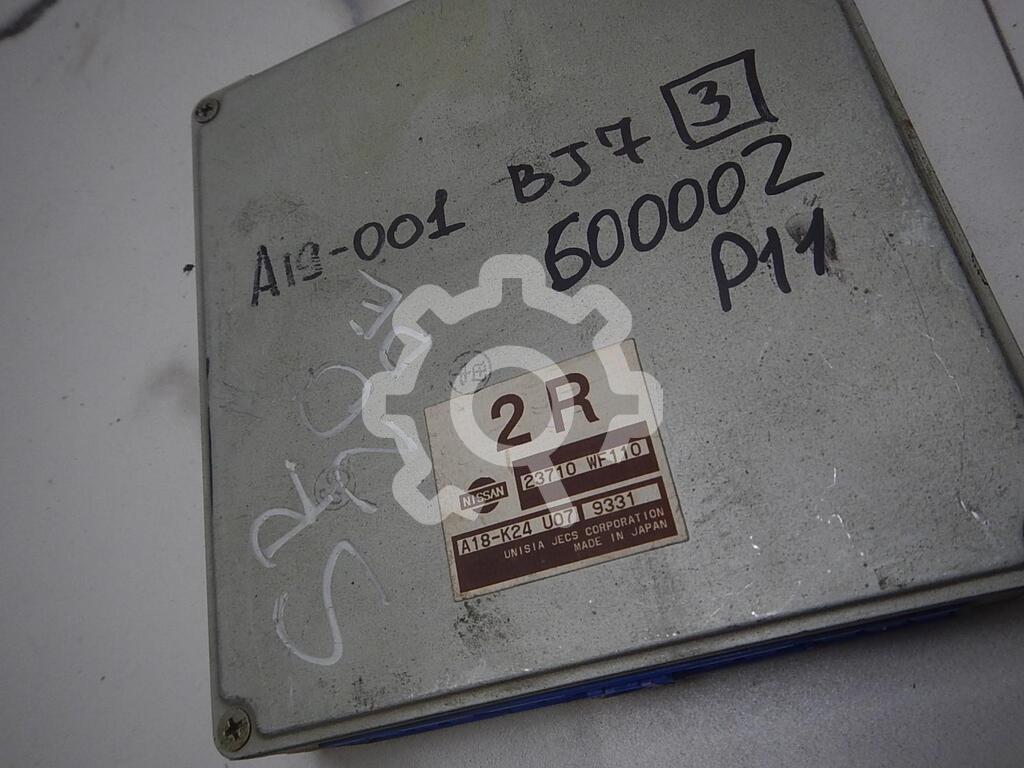 A19-001 BJ7 3
600002
P11
2R
NISSAN
23710 WF110
A18-K24 U07 9331
UNISIA JECS CORPORATION
MADE IN JAPAN